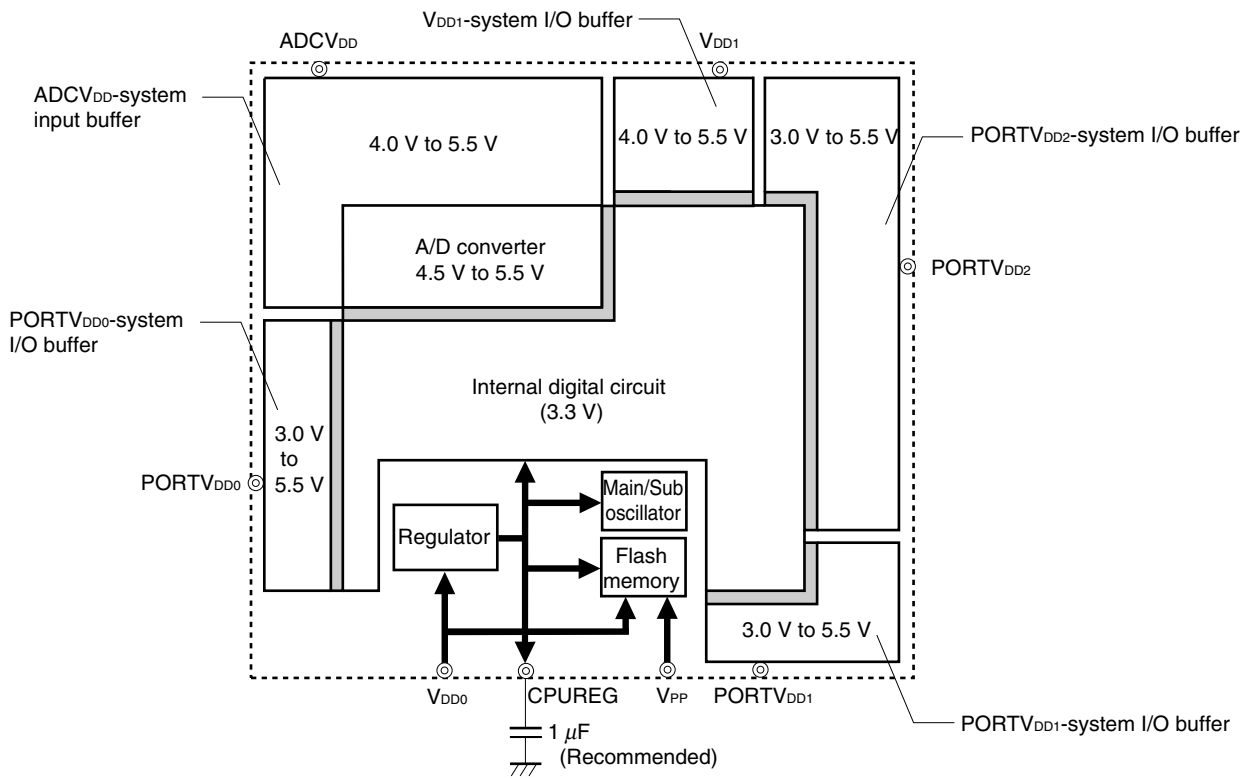 VDD1-system I/O buffer
ADCVDD
VDD1
ADCVDD-system
input buffer
4.0 V to 5.5 V
4.0 V to 5.5 V
3.0 V to 5.5 V
PORTVDD2-system I/O buffer
A/D converter
4.5 V to 5.5 V
PORTVDD2
PORTVDD0-system
I/O buffer
Internal digital circuit
(3.3 V)
3.0 V
to
5.5 V
PORTVDD0
Main/Sub
oscillator
Regulator
Flash
memory
3.0 V to 5.5 V
VDD0
CPUREG
VPP
PORTVDD1
PORTVDD1-system I/O buffer
1 μF
(Recommended)